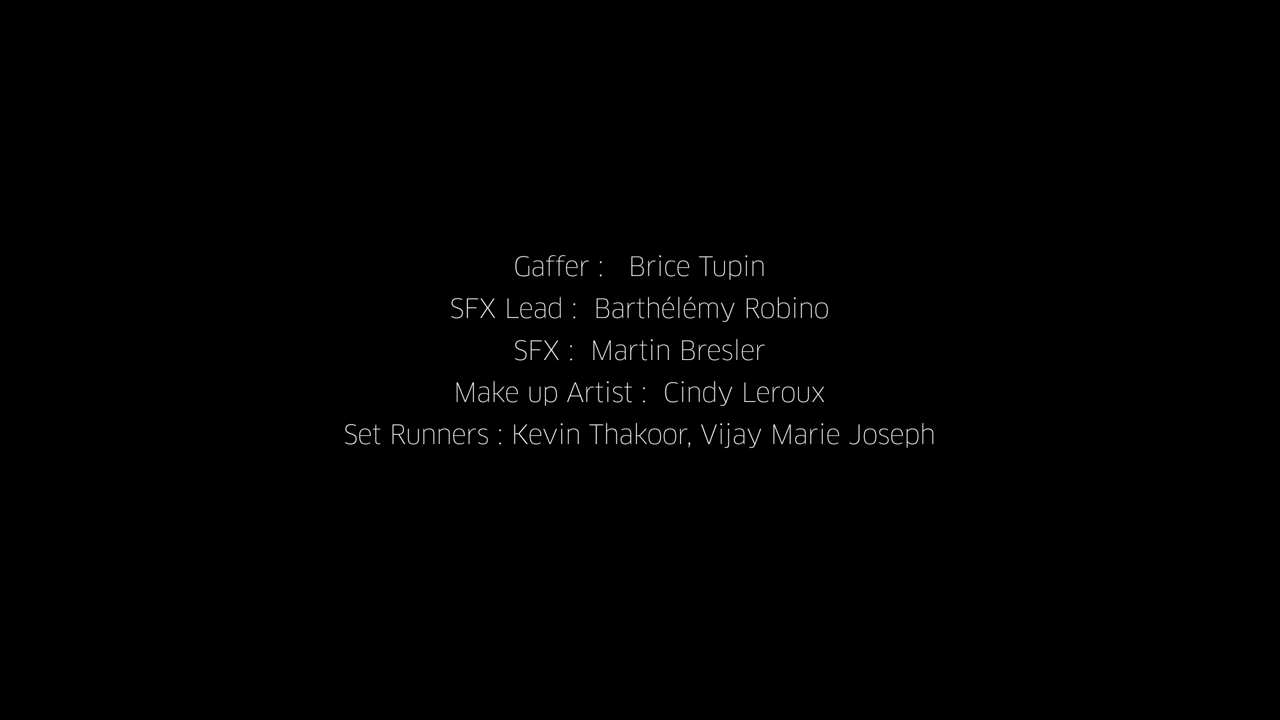 Gaffer : Brice Tupin
SFX Lead : Barthélémy Robino
SFX : Martin Bresler
Make up Artist : Cindy Leroux
Set Runners : Kevin Thakoor, Vijay Marie Joseph